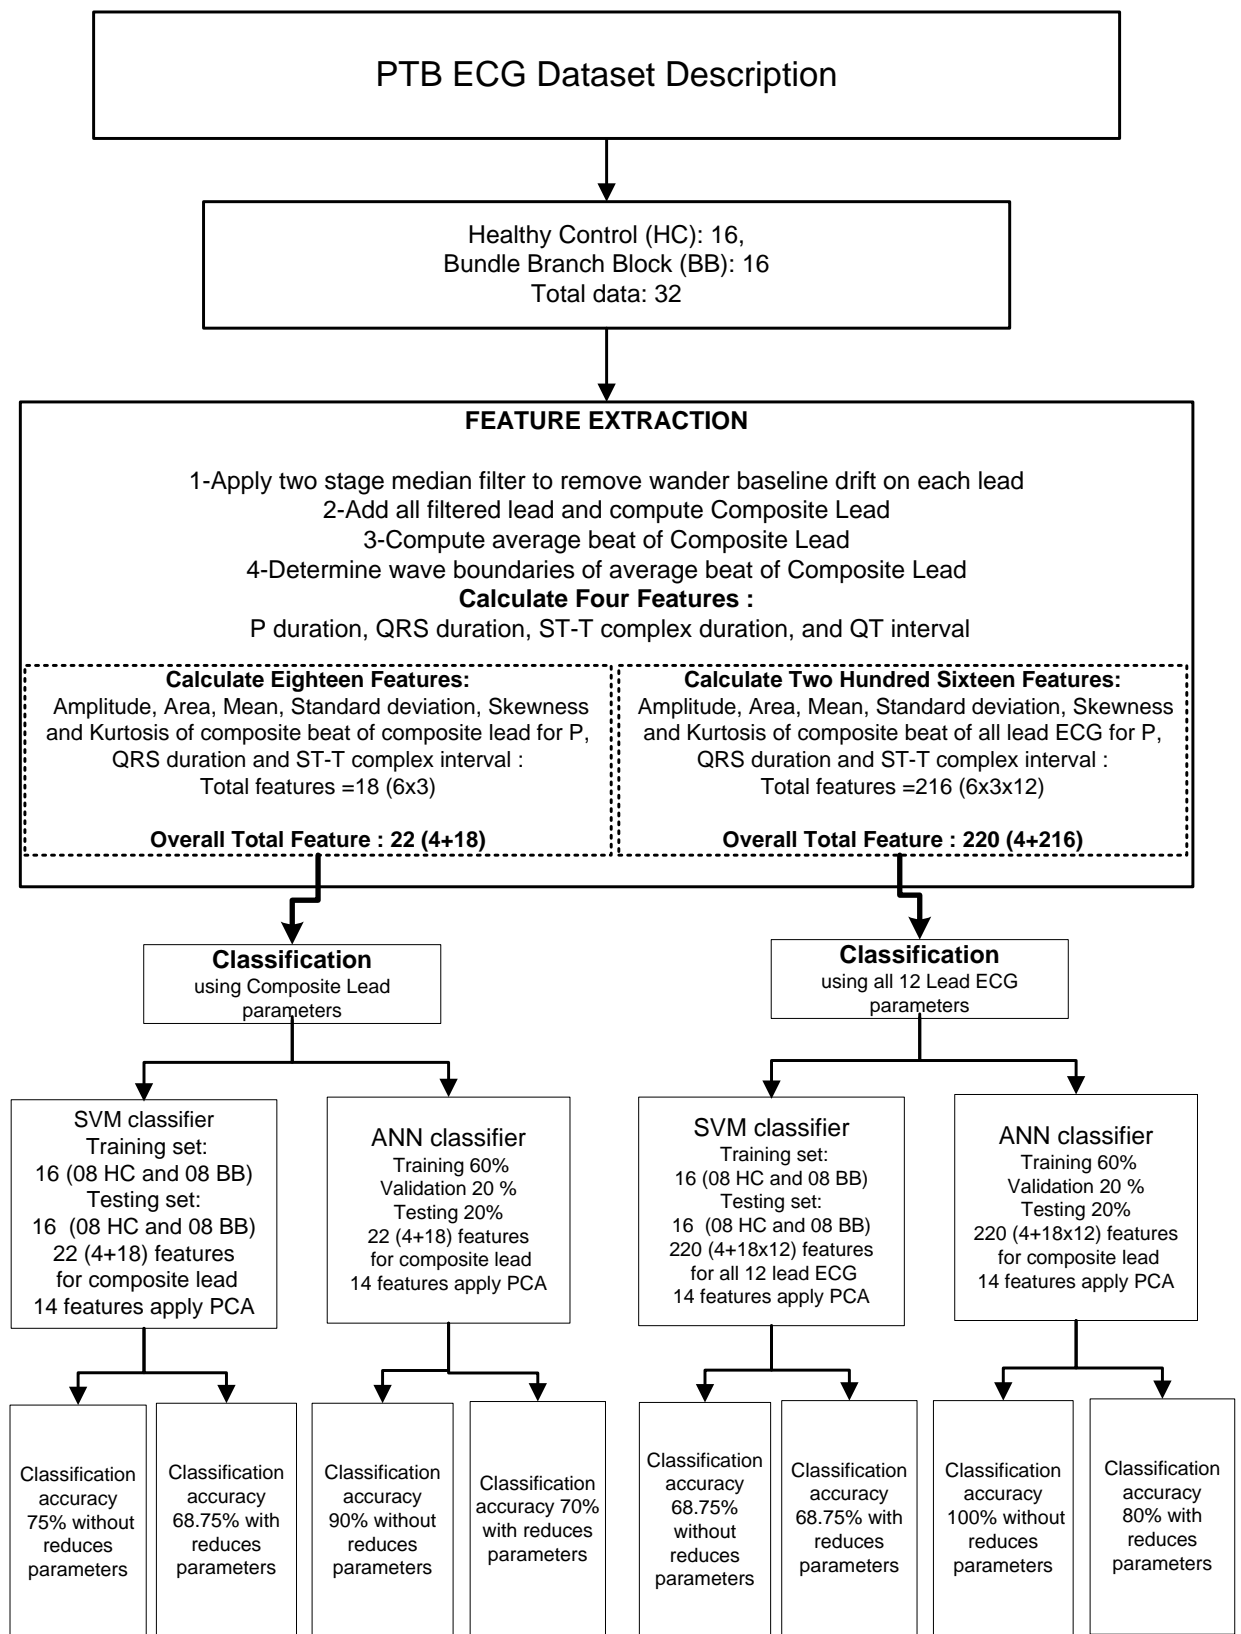 PTB ECG Dataset Description
Healthy Control (HC): 16,
Bundle Branch Block (BB): 16
Total data: 32
FEATURE EXTRACTION
1-Apply two stage median filter to remove wander baseline drift on each lead
2-Add all filtered lead and compute Composite Lead
3-Compute average beat of Composite Lead
4-Determine wave boundaries of average beat of Composite Lead
Calculate Four Features :
P duration, QRS duration, ST-T complex duration, and QT interval
Calculate Eighteen Features:
Amplitude, Area, Mean, Standard deviation, Skewness
and Kurtosis of composite beat of composite lead for P,
QRS duration and ST-T complex interval :
Total features =18 (6x3)
Overall Total Feature : 22 (4+18)
Calculate Two Hundred Sixteen Features:
Amplitude, Area, Mean, Standard deviation, Skewness
and Kurtosis of composite beat of all lead ECG for P,
QRS duration and ST-T complex interval :
Total features =216 (6x3x12)
Overall Total Feature : 220 (4+216)
Classification
using Composite Lead
parameters
Classification
using all 12 Lead ECG
parameters
SVM classifier
Training set:
16 (08 HC and 08 BB)
Testing set:
16 (08 HC and 08 BB)
22 (4+18) features
for composite lead
14 features apply PCA
ANN classifier
Training 60%
Validation 20 %
Testing 20%
22 (4+18) features
for composite lead
14 features apply PCA
SVM classifier
Training set:
16 (08 HC and 08 BB)
Testing set:
16 (08 HC and 08 BB)
220 (4+18x12) features
for all 12 lead ECG
14 features apply PCA
ANN classifier
Training 60%
Validation 20 %
Testing 20%
220 (4+18x12) features
for composite lead
14 features apply PCA
Classification
accuracy
75% without
reduces
parameters
Classification
accuracy
68.75% with
reduces
parameters
Classification
accuracy
90% without
reduces
parameters
Classification
accuracy 70%
with reduces
parameters
Classification
accuracy
68.75%
without
reduces
parameters
Classification
accuracy
68.75% with
reduces
parameters
Classification
accuracy
100% without
reduces
parameters
Classification
accuracy
80% with
reduces
parameters